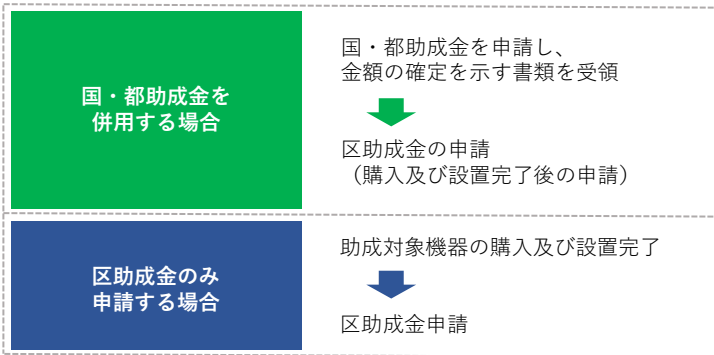 国・都助成金を
併用する場合
国・都助成金を申請し、
金額の確定を示す書類を受領
区助成金の申請
（購入及び設置完了後の申請）
区助成金のみ
申請する場合
助成対象機器の購入及び設置完了
区助成金申請